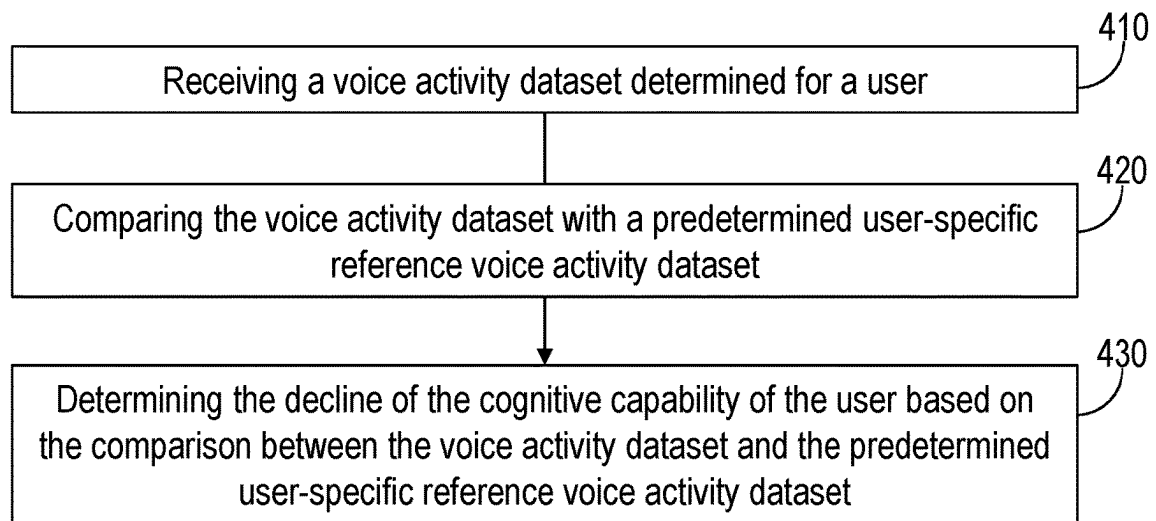 410
Receiving a voice activity dataset determined for a user
420
Comparing the voice activity dataset with a predetermined user-specific
reference voice activity dataset
430
Determining the decline of the cognitive capability of the user based on
the comparison between the voice activity dataset and the predetermined
user-specific reference voice activity dataset